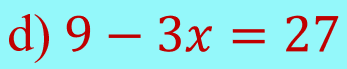 d) 9 − 3x = 27